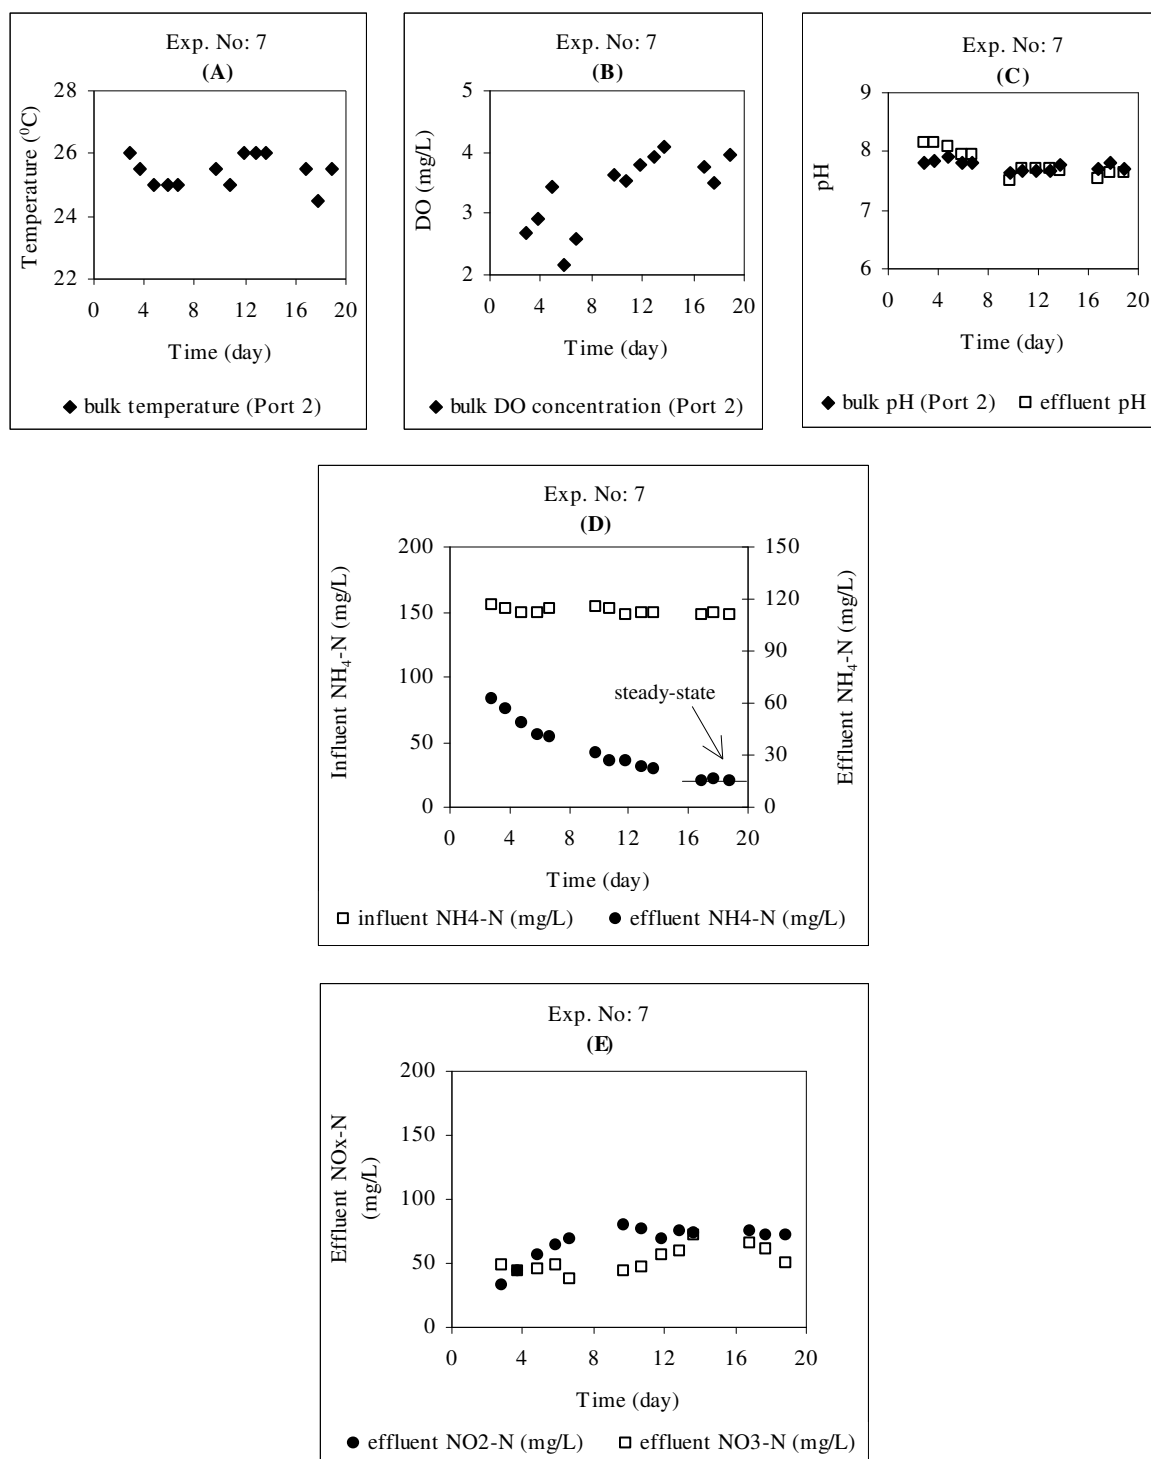 Exp. No: 7
(A)
Temperature (⁰C)
28
26
24
22
0 4 8 12 16 20
Time (day)
bulk temperature (Port 2)
Exp. No: 7
(B)
DO (mg/L)
5
4
3
2
0 4 8 12 16 20
Time (day)
bulk DO concentration (Port 2)
Exp. No: 7
(C)
pH
9
8
7
6
0 4 8 12 16 20
Time (day)
bulk pH (Port 2) effluent pH
Exp. No: 7
(D)
Influent NH₄-N (mg/L)
200
150
100
50
0
150
120
90
60
30
0
Effluent NH₄-N (mg/L)
steady-state
0 4 8 12 16 20
Time (day)
influent NH4-N (mg/L) effluent NH4-N (mg/L)
Exp. No: 7
(E)
Effluent NOx-N
(mg/L)
200
150
100
50
0
0 4 8 12 16 20
Time (day)
effluent NO2-N (mg/L) effluent NO3-N (mg/L)